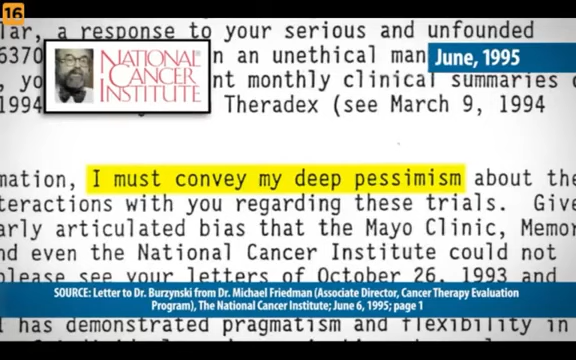 16
lar, a response to your serious and unfounded
6370 n an unethical man
NATIONAL
CANCER
INSTITUTE
June, 1995
, yo nt monthly clinical summaries o
1994 Theradex (see March 9, 1994
mation, I must convey my deep pessimism about the
teractions with you regarding these trials. Give
arly articulated bias that the Mayo Clinic, Memor
nd even the National Cancer Institute could not
please see your letters of October 26, 1993 and
SOURCE: Letter to Dr. Burzynski from Dr. Michael Friedman (Associate Director, Cancer Therapy Evaluation
Program), The National Cancer Institute; June 6, 1995; page 1
I has demonstrated pragmatism and flexibility in